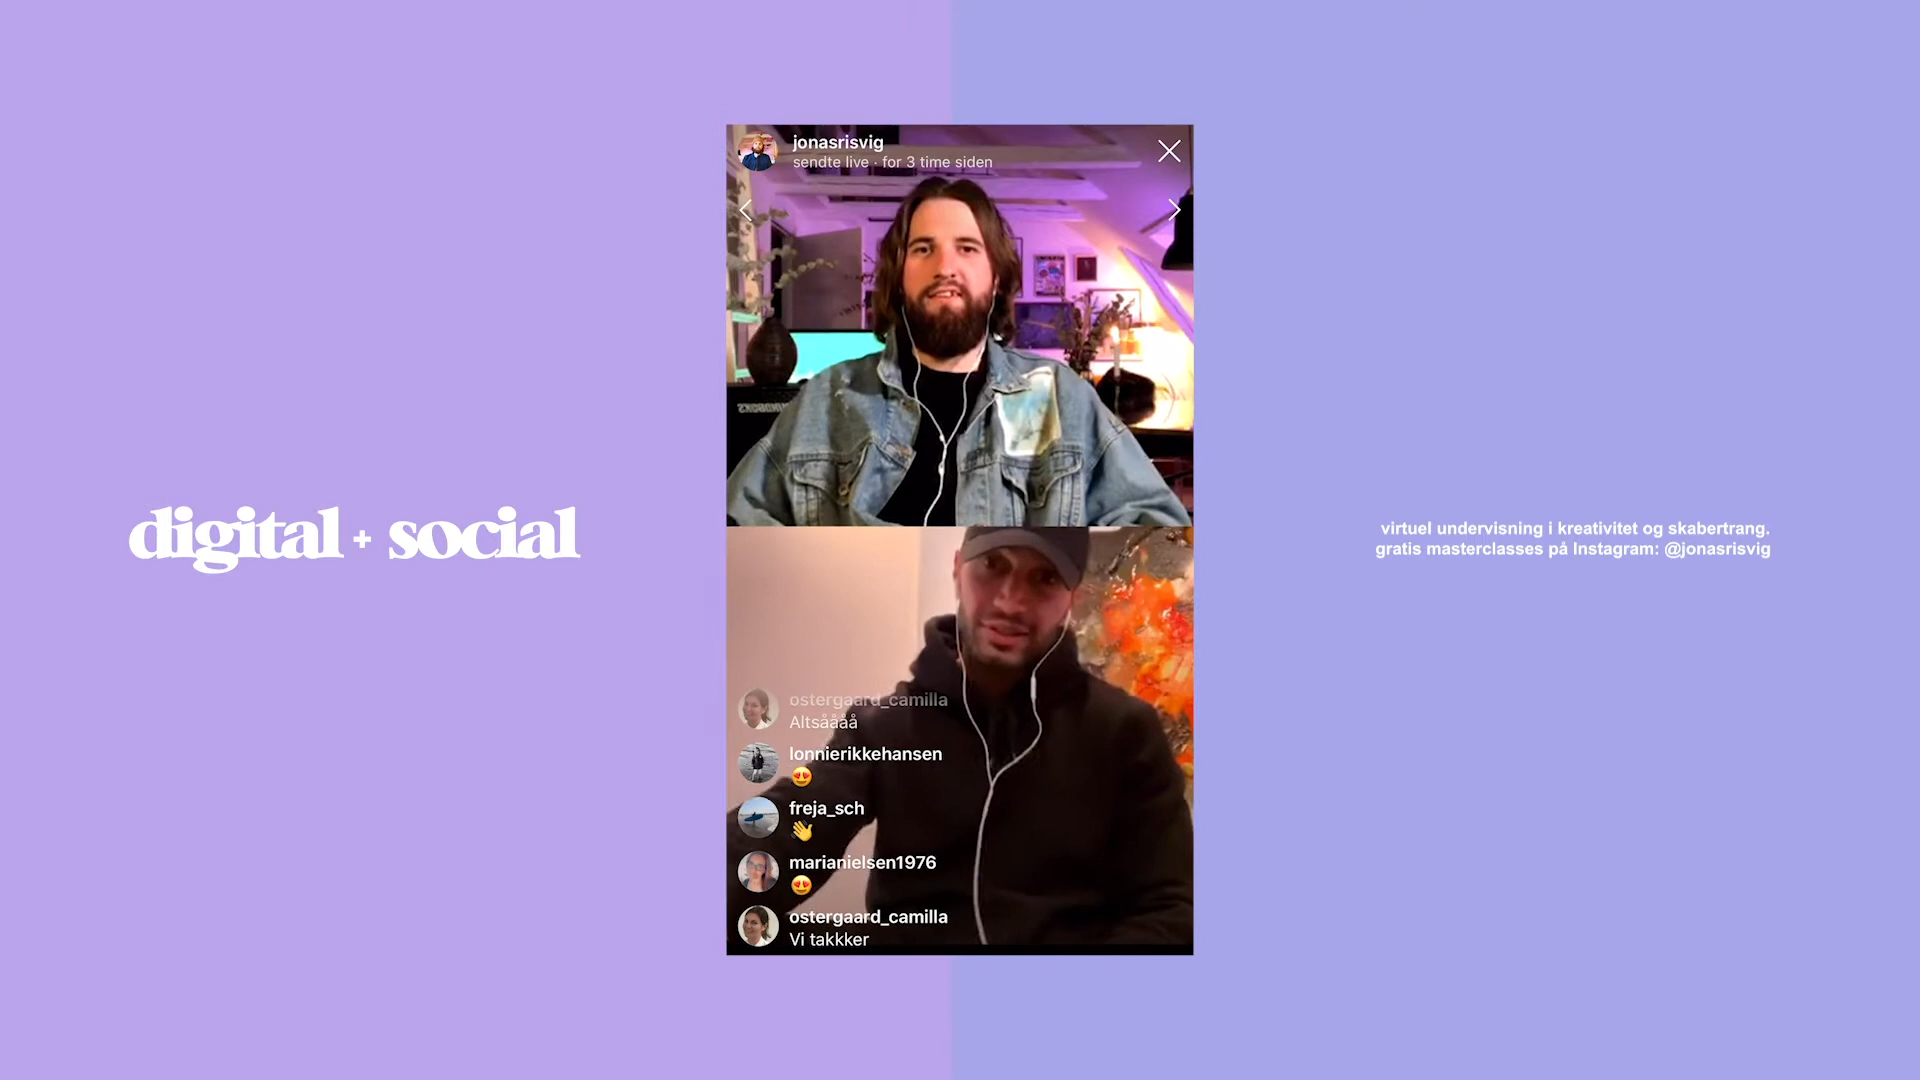 jonasrisvig
sendte live · for 3 time siden
digital + social
virtuel undervisning i kreativitet og skabertrang.
gratis masterclasses på Instagram: @jonasrisvig
ostergaard_camilla
Altsåååå
lonnierikkehansen
😍
freja_sch
👋
marianielsen1976
😍
ostergaard_camilla
Vi takkker